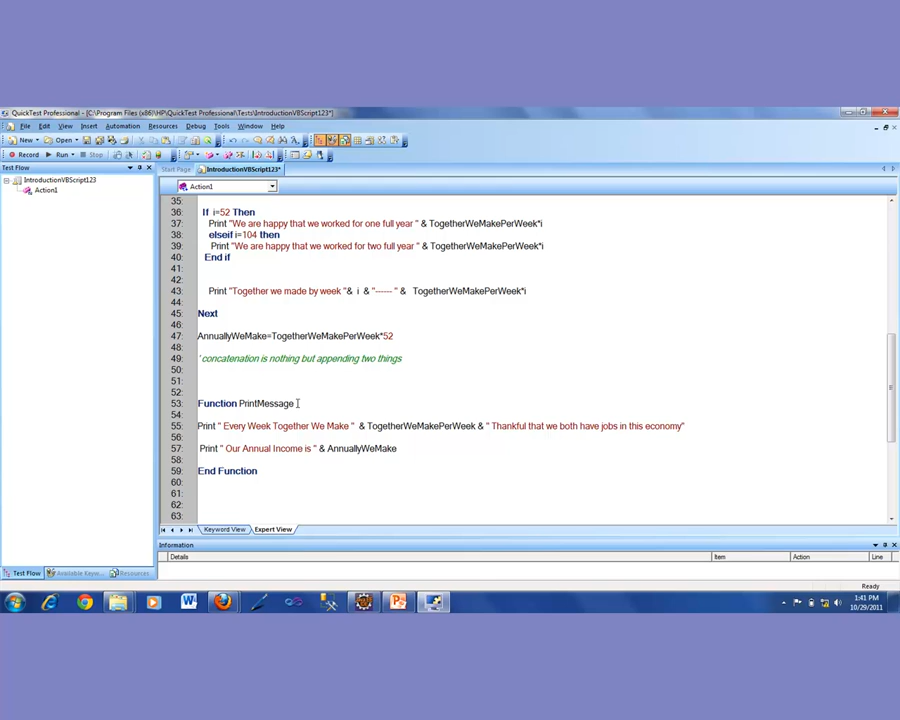 QuickTest Professional - [C:\Program Files (x86)\HP\QuickTest Professional\Tests\IntroductionVBScript123*]
File Edit View Insert Automation Resources Debug Tools Window Help
New Open
Record Run Stop
Test Flow
Start Page IntroductionVBScript123*
IntroductionVBScript123
Action1
Action1
35:
36: If i=52 Then
37: Print "We are happy that we worked for one full year " & TogetherWeMakePerWeek*i
38: elseif i=104 then
39: Print "We are happy that we worked for two full year " & TogetherWeMakePerWeek*i
40: End if
41:
42:
43: Print "Together we made by week "& i & "------ " & TogetherWeMakePerWeek*i
44:
45: Next
46:
47: AnnuallyWeMake=TogetherWeMakePerWeek*52
48:
49: ' concatenation is nothing but appending two things
50:
51:
52:
53: Function PrintMessage
54:
55: Print " Every Week Together We Make " & TogetherWeMakePerWeek & " Thankful that we both have jobs in this economy"
56:
57: Print " Our Annual Income is " & AnnuallyWeMake
58:
59: End Function
60:
61:
62:
63:
Keyword View Expert View
Information
Details Item Action Line
Test Flow Available Keyw... Resources
Ready
1:41 PM
10/29/2011